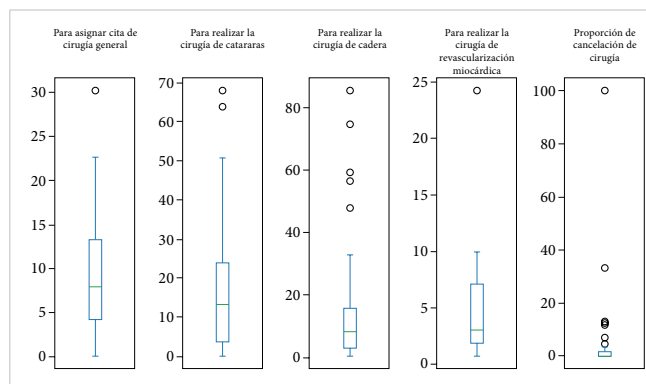 Para asignar cita de
cirugía general
Para realizar la
cirugía de catararas
Para realizar la
cirugía de cadera
Para realizar la
cirugía de
revascularización
miocárdica
Proporción de
cancelación de
cirugía
30
25
20
15
10
5
0
70
60
50
40
30
20
10
0
80
60
40
20
0
25
20
15
10
5
0
100
80
60
40
20
0